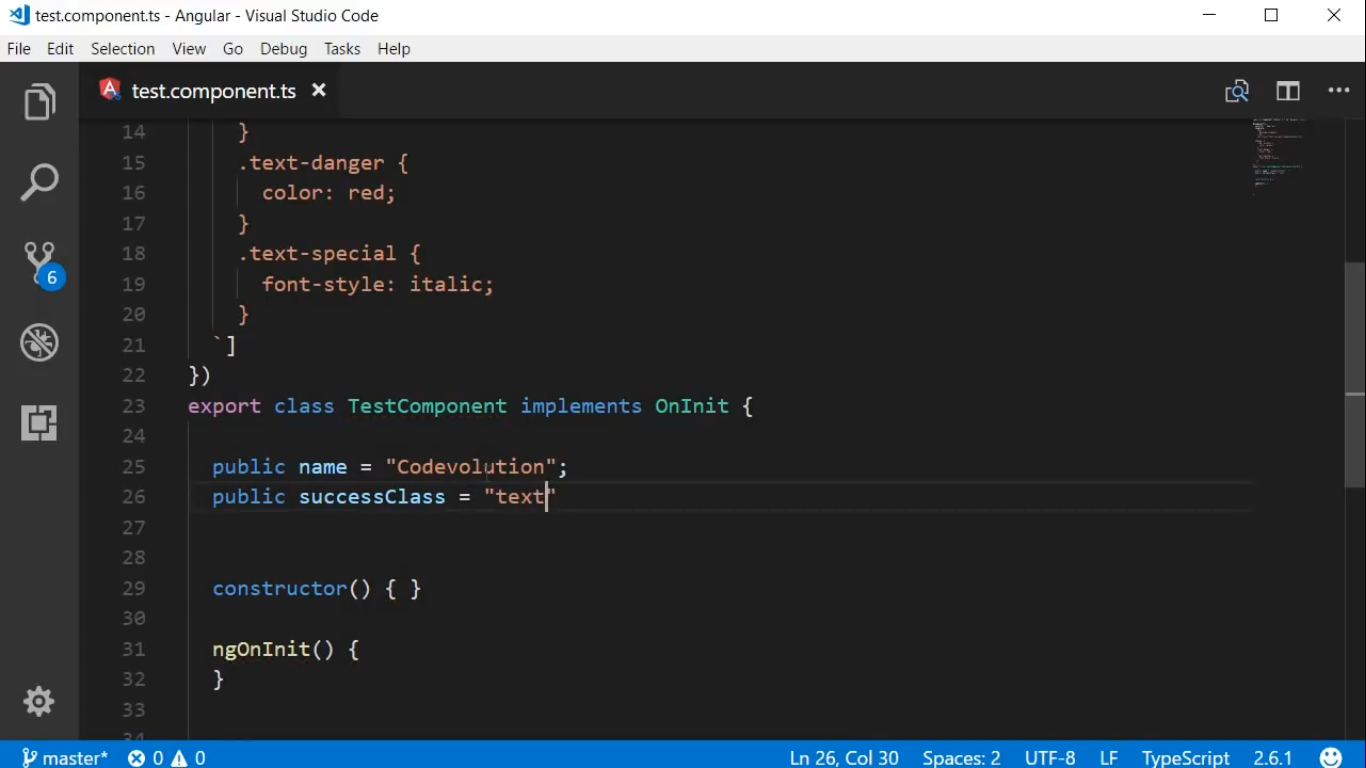 test.component.ts - Angular - Visual Studio Code
File Edit Selection View Go Debug Tasks Help
test.component.ts
14 }
15 .text-danger {
16 color: red;
17 }
18 .text-special {
19 font-style: italic;
20 }
21 `]
22 })
23 export class TestComponent implements OnInit {
24
25 public name = "Codevolution";
26 public successClass = "text"
27
28
29 constructor() { }
30
31 ngOnInit() {
32 }
33
34
6
master* 0 0 Ln 26, Col 30 Spaces: 2 UTF-8 LF TypeScript 2.6.1